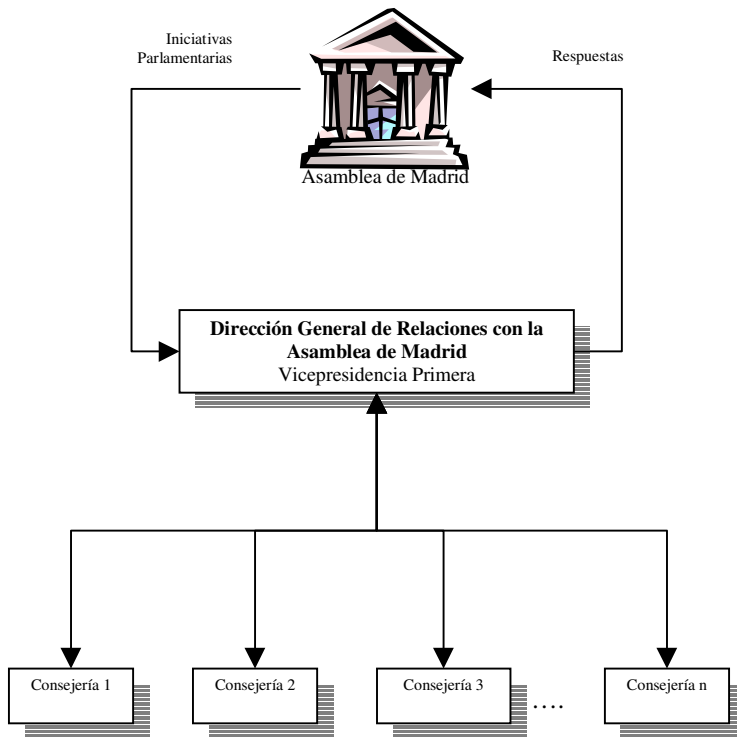 Iniciativas
Parlamentarias
Respuestas
Asamblea de Madrid
Dirección General de Relaciones con la
Asamblea de Madrid
Vicepresidencia Primera
Consejería 1
Consejería 2
Consejería 3
....
Consejería n